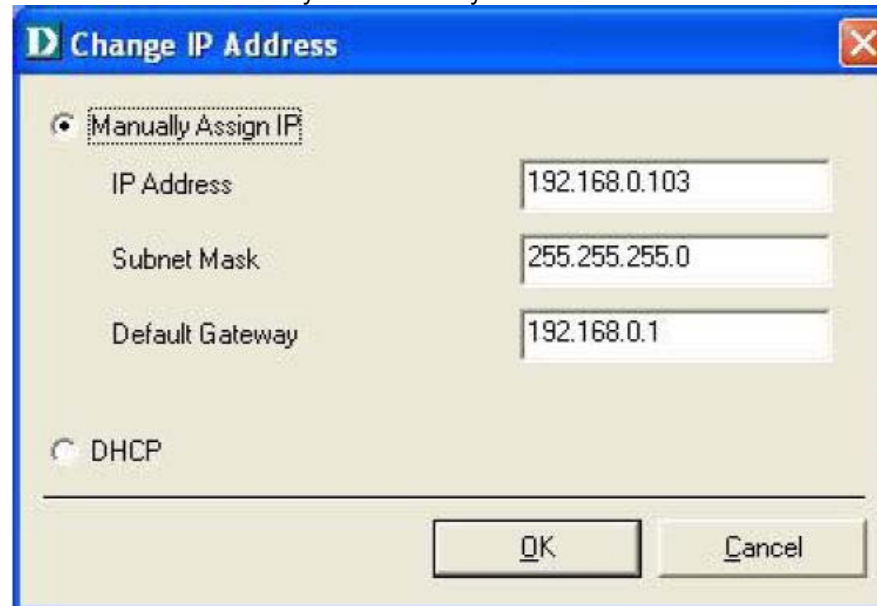 D Change IP Address
Manually Assign IP
IP Address 192.168.0.103
Subnet Mask 255.255.255.0
Default Gateway 192.168.0.1
DHCP
OK Cancel